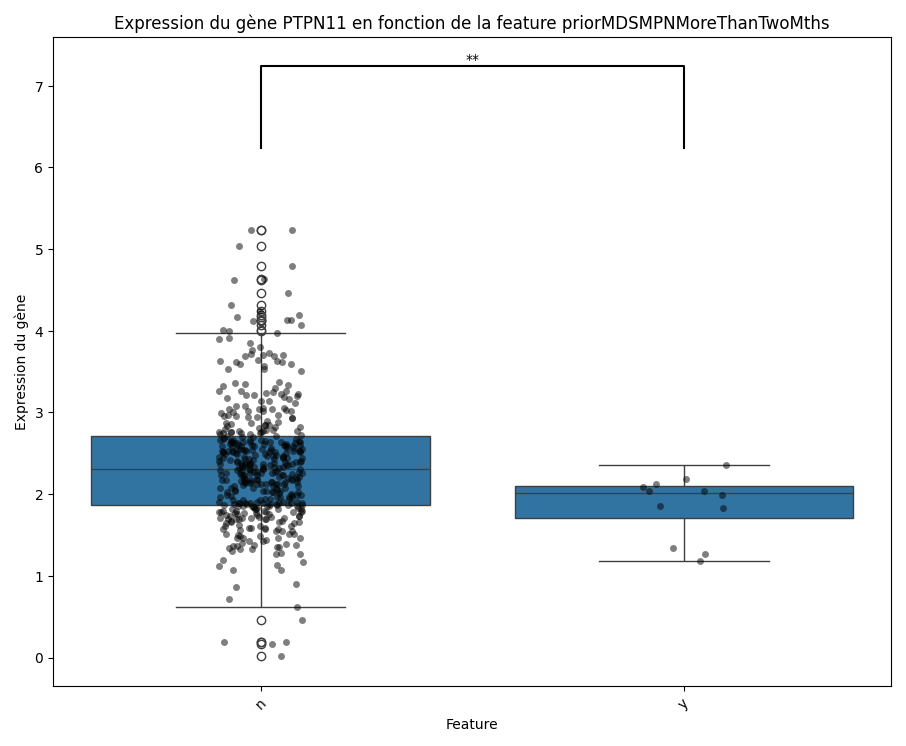 Expression du gène PTPN11 en fonction de la feature priorMDSMPNMoreThanTwoMths
**
7
6
5
4
3
2
1
0
Expression du gène
n
y
Feature